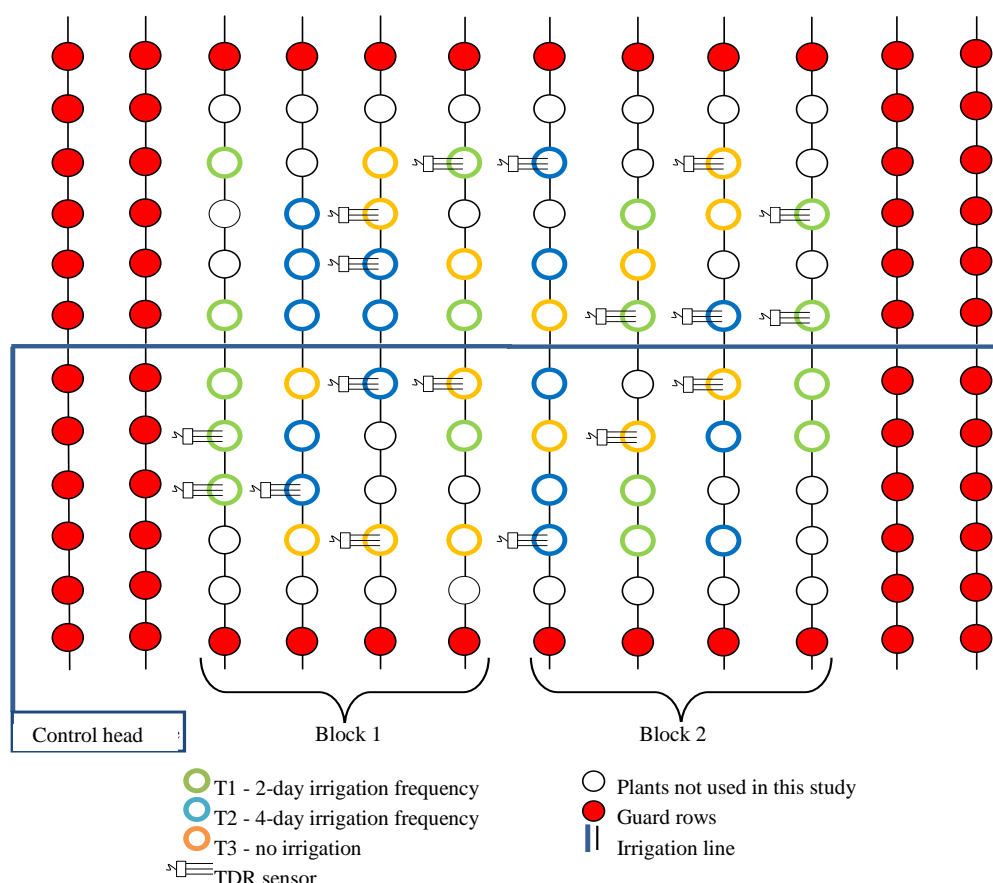 Control head
Block 1
Block 2
T1 - 2-day irrigation frequency
T2 - 4-day irrigation frequency
T3 - no irrigation
TDR sensor
Plants not used in this study
Guard rows
Irrigation line